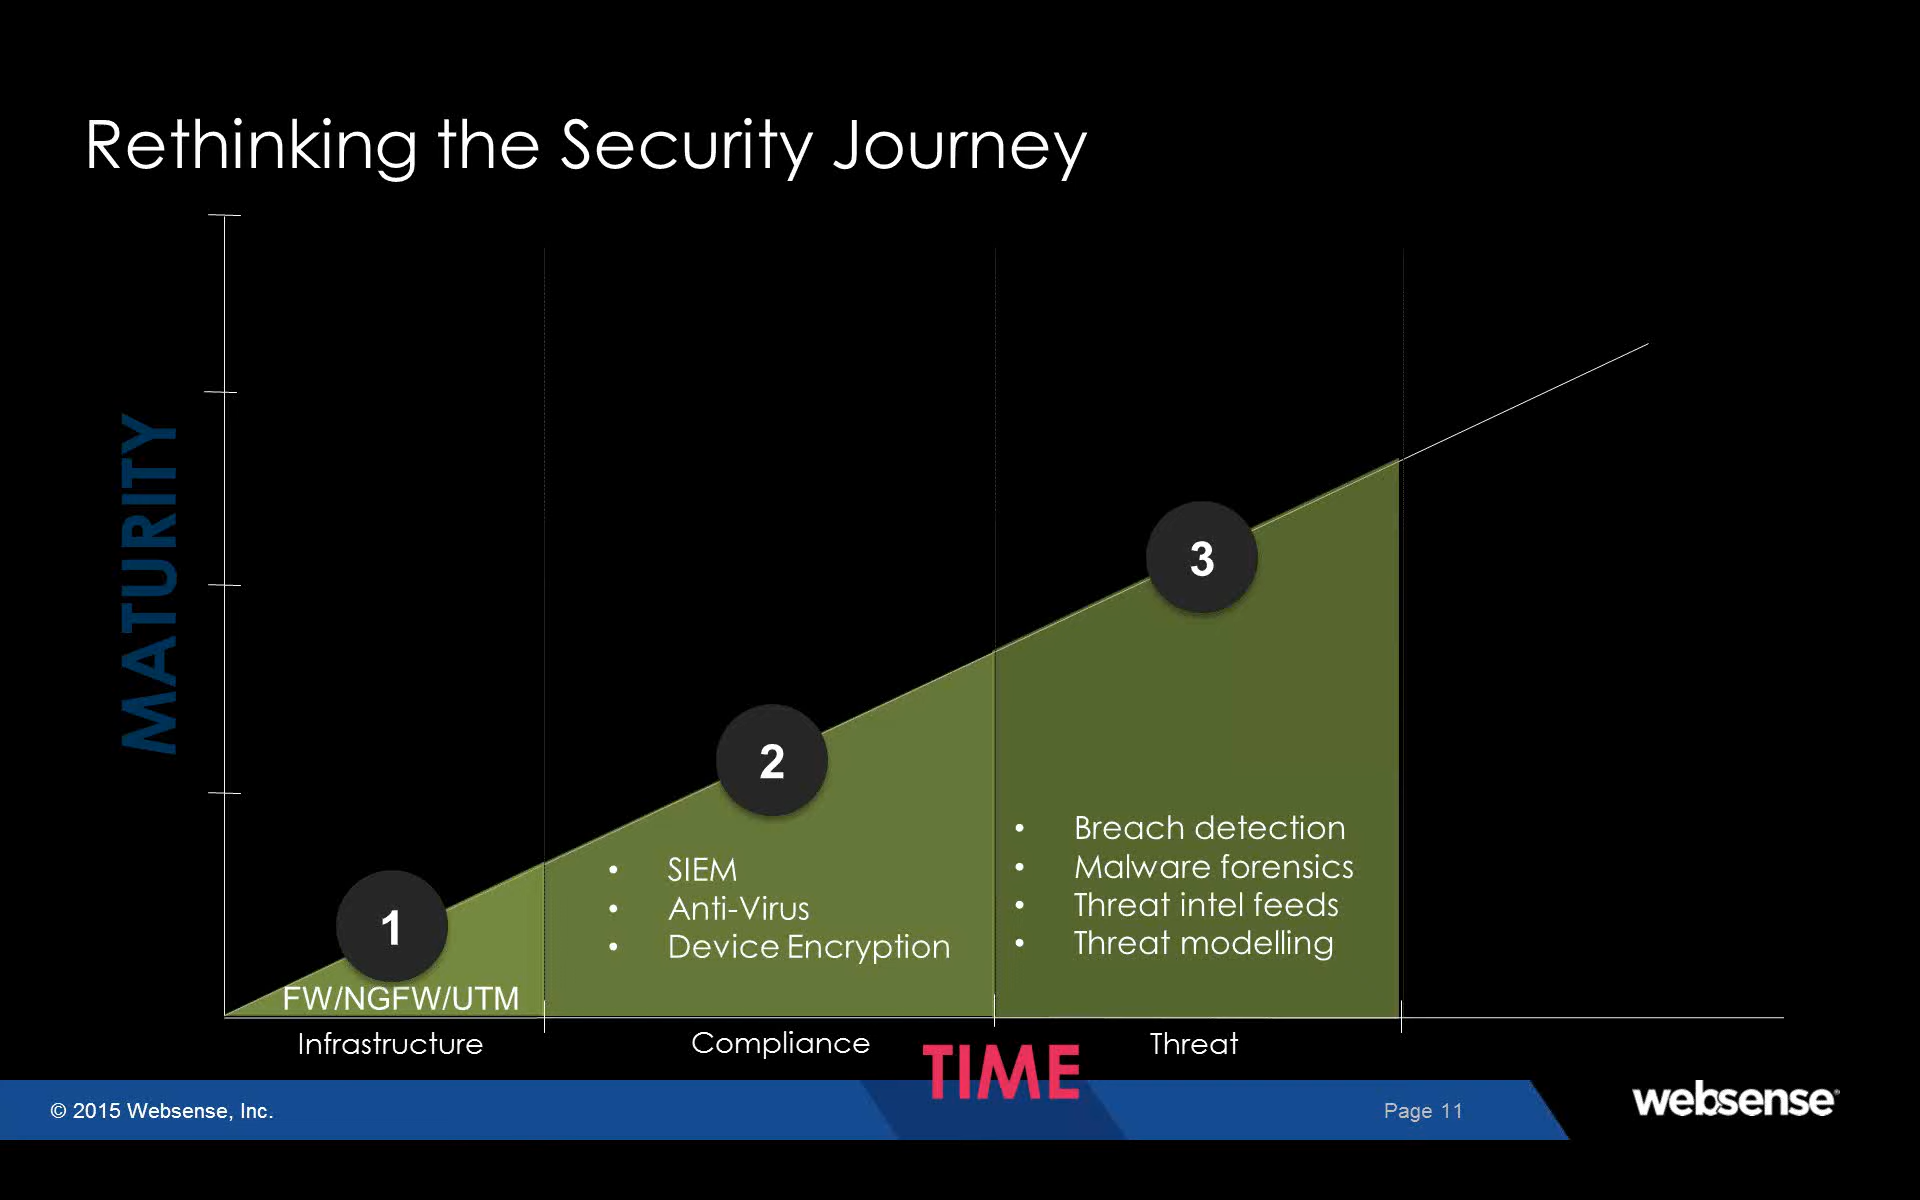 Rethinking the Security Journey
MATURITY
1
2
3
FW/NGFW/UTM
• SIEM
• Anti-Virus
• Device Encryption
• Breach detection
• Malware forensics
• Threat intel feeds
• Threat modelling
Infrastructure
Compliance
Threat
TIME
© 2015 Websense, Inc.
Page 11
websense®